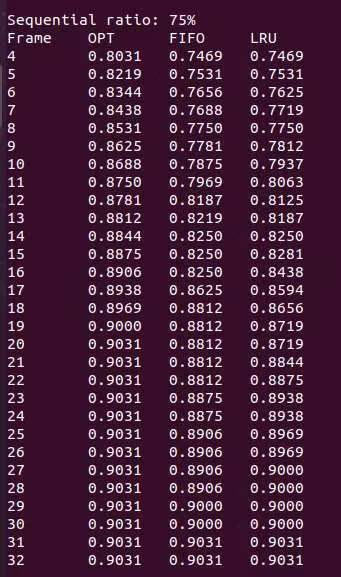 Sequential ratio: 75%
Frame OPT FIFO LRU
4 0.8031 0.7469 0.7469
5 0.8219 0.7531 0.7531
6 0.8344 0.7656 0.7625
7 0.8438 0.7688 0.7719
8 0.8531 0.7750 0.7750
9 0.8625 0.7781 0.7812
10 0.8688 0.7875 0.7937
11 0.8750 0.7969 0.8063
12 0.8781 0.8187 0.8125
13 0.8812 0.8219 0.8187
14 0.8844 0.8250 0.8250
15 0.8875 0.8250 0.8281
16 0.8906 0.8250 0.8438
17 0.8938 0.8625 0.8594
18 0.8969 0.8812 0.8656
19 0.9000 0.8812 0.8719
20 0.9031 0.8812 0.8719
21 0.9031 0.8812 0.8844
22 0.9031 0.8812 0.8875
23 0.9031 0.8875 0.8938
24 0.9031 0.8875 0.8938
25 0.9031 0.8906 0.8969
26 0.9031 0.8906 0.8969
27 0.9031 0.8906 0.9000
28 0.9031 0.8906 0.9000
29 0.9031 0.9000 0.9000
30 0.9031 0.9000 0.9000
31 0.9031 0.9031 0.9031
32 0.9031 0.9031 0.9031